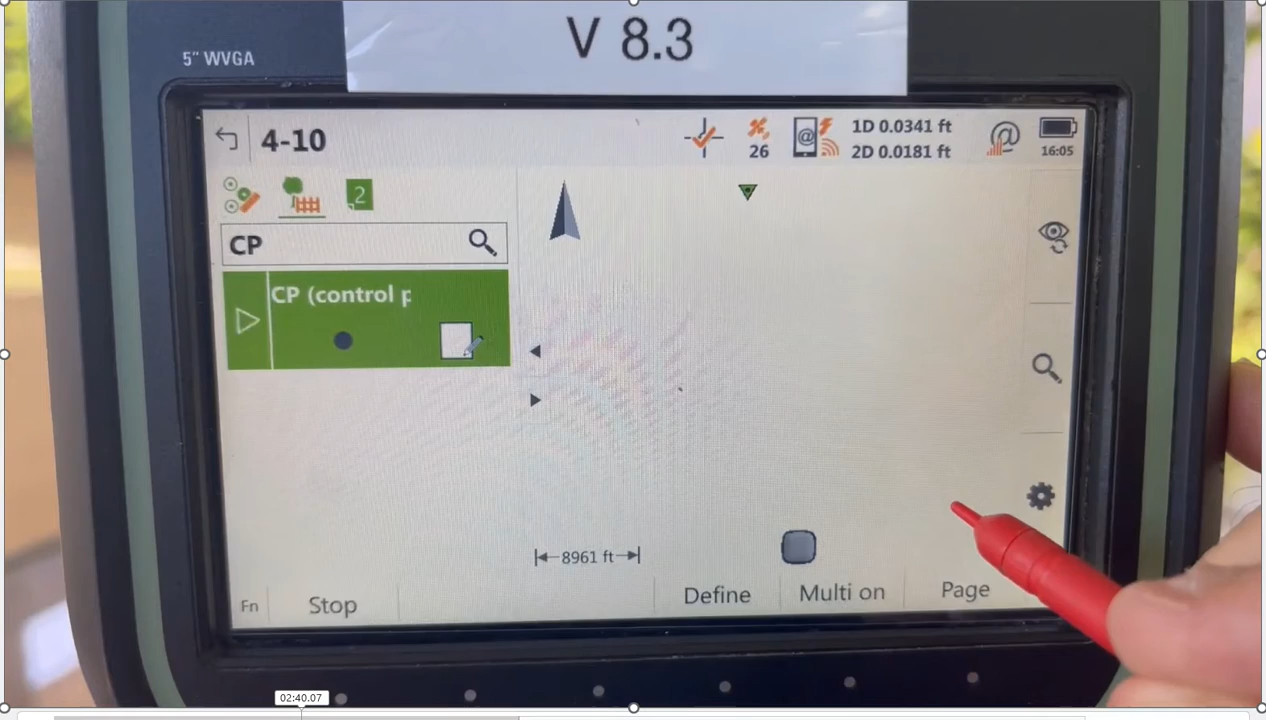 V 8.3
5" WVGA
4-10
26
@
1D 0.0341 ft
2D 0.0181 ft
@
16:05
2
CP
CP (control p
8961 ft
Fn
Stop
Define
Multi on
Page
02:40.07